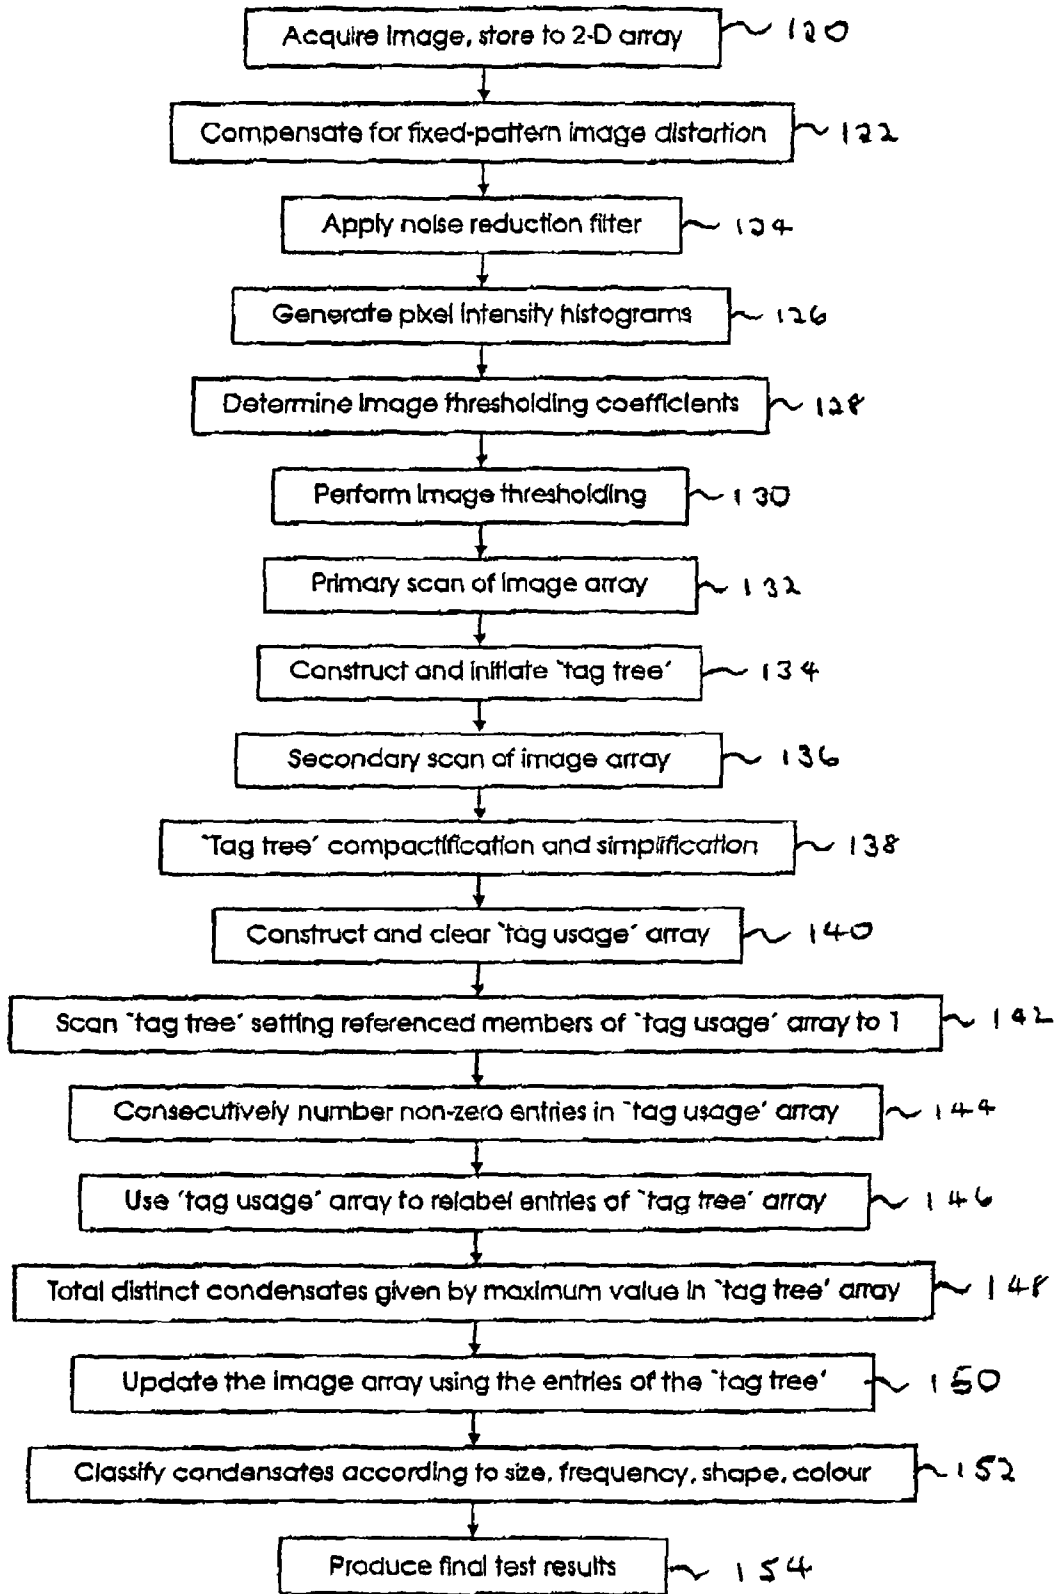 Acquire image, store to 2-D array 120
Compensate for fixed-pattern image distortion 122
Apply noise reduction filter 124
Generate pixel intensity histograms 126
Determine image thresholding coefficients 128
Perform image thresholding 130
Primary scan of image array 132
Construct and initiate 'tag tree' 134
Secondary scan of image array 136
'Tag tree' compactification and simplification 138
Construct and clear 'tag usage' array 140
Scan 'tag tree' setting referenced members of 'tag usage' array to 1 142
Consecutively number non-zero entries in 'tag usage' array 144
Use 'tag usage' array to relabel entries of 'tag tree' array 146
Total distinct condensates given by maximum value in 'tag tree' array 148
Update the image array using the entries of the 'tag tree' 150
Classify condensates according to size, frequency, shape, colour 152
Produce final test results 154